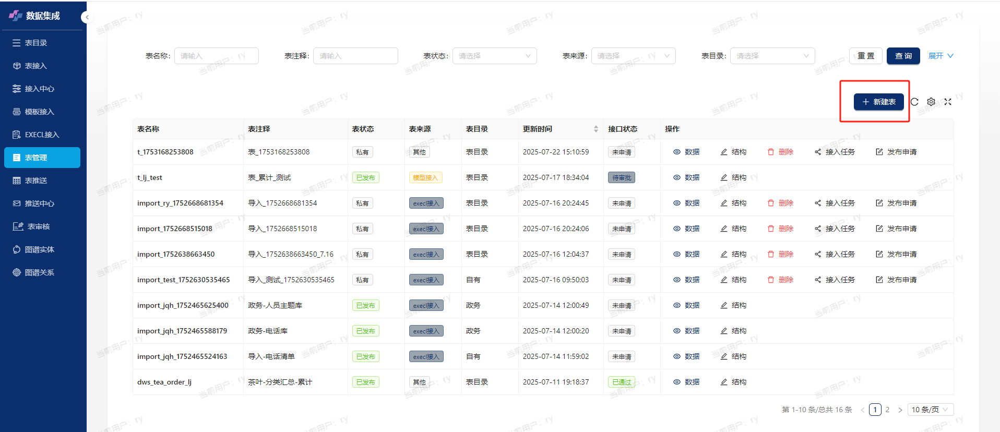 数据集成
表目录
表接入
接入中心
模板接入
EXECL接入
表管理
表推送
推送中心
表审核
图谱实体
图谱关系
表名称: 请输入 表注释: 请输入 表状态: 请选择 表来源: 请选择 表目录: 请选择 重 置 查 询 展开
新建表
表名称 表注释 表状态 表来源 表目录 更新时间 接口状态 操作
t_1753168253808 表_1753168253808 私有 其他 表目录 2025-07-22 15:10:59 未申请 数据 结构 删除 接入任务 发布申请
t_lj_test 表_累计_测试 已发布 模型接入 表目录 2025-07-17 18:34:04 待审批 数据 结构
import_ry_1752668681354 导入_1752668681354 私有 execl接入 表目录 2025-07-16 20:24:45 未申请 数据 结构 删除 接入任务 发布申请
import_1752668515018 导入_1752668515018 私有 execl接入 表目录 2025-07-16 20:24:06 未申请 数据 结构 删除 接入任务 发布申请
import_1752638663450 导入_1752638663450_7.16 私有 execl接入 表目录 2025-07-16 12:04:37 未申请 数据 结构 删除 接入任务 发布申请
import_test_1752630535465 导入_测试_1752630535465 私有 execl接入 自有 2025-07-16 09:50:03 未申请 数据 结构 删除 接入任务 发布申请
import_jqh_1752465625400 政务-人员主题库 已发布 execl接入 政务 2025-07-14 12:00:49 未申请 数据 结构
import_jqh_1752465588179 政务-电话库 已发布 execl接入 政务 2025-07-14 12:00:20 未申请 数据 结构
import_jqh_1752465524163 导入-电话清单 已发布 execl接入 自有 2025-07-14 11:59:02 未申请 数据 结构
dws_tea_order_lj 茶叶-分类汇总-累计 已发布 其他 表目录 2025-07-11 19:18:37 已通过 数据 结构
第 1-10 条/总共 16 条 1 2 10 条/页
当前用户: ry